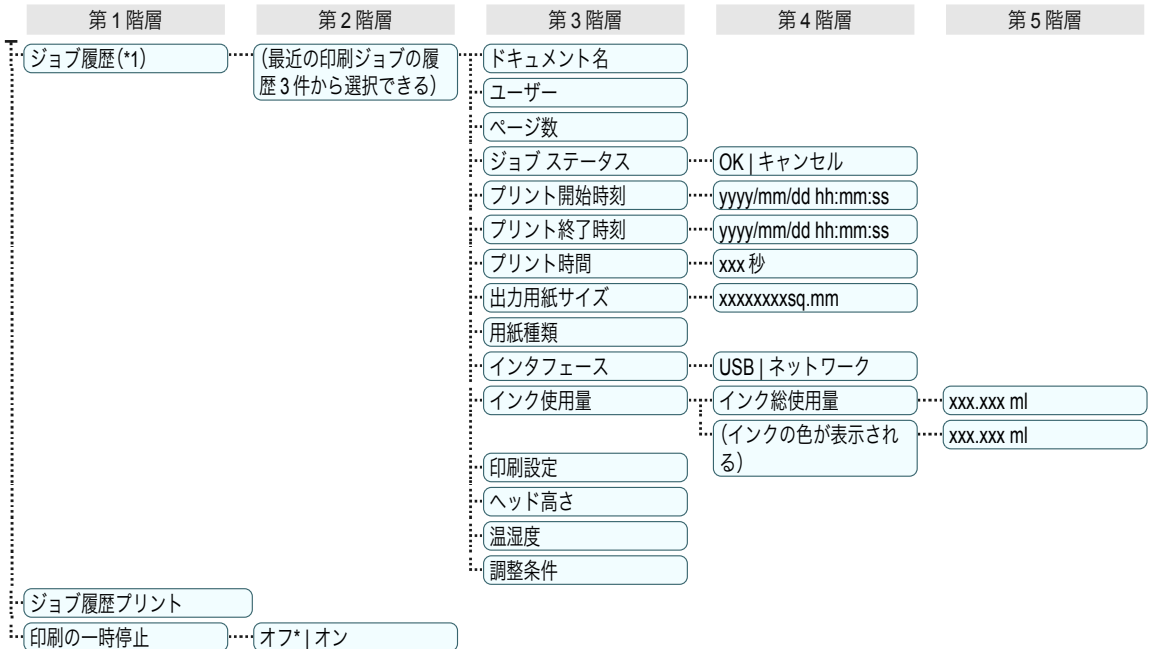 第 1 階層 第 2 階層 第 3 階層 第 4 階層 第 5 階層
ジョブ履歴(*1) (最近の印刷ジョブの履 ドキュメント名
歴 3 件から選択できる)
ユーザー
ページ数
ジョブ ステータス OK | キャンセル
プリント開始時刻 yyyy/mm/dd hh:mm:ss
プリント終了時刻 yyyy/mm/dd hh:mm:ss
プリント時間 xxx 秒
出力用紙サイズ xxxxxxxxsq.mm
用紙種類
インタフェース USB | ネットワーク
インク使用量 インク総使用量 xxx.xxx ml
(インクの色が表示され xxx.xxx ml
る)
印刷設定
ヘッド高さ
温湿度
調整条件
ジョブ履歴プリント
印刷の一時停止 オフ* | オン